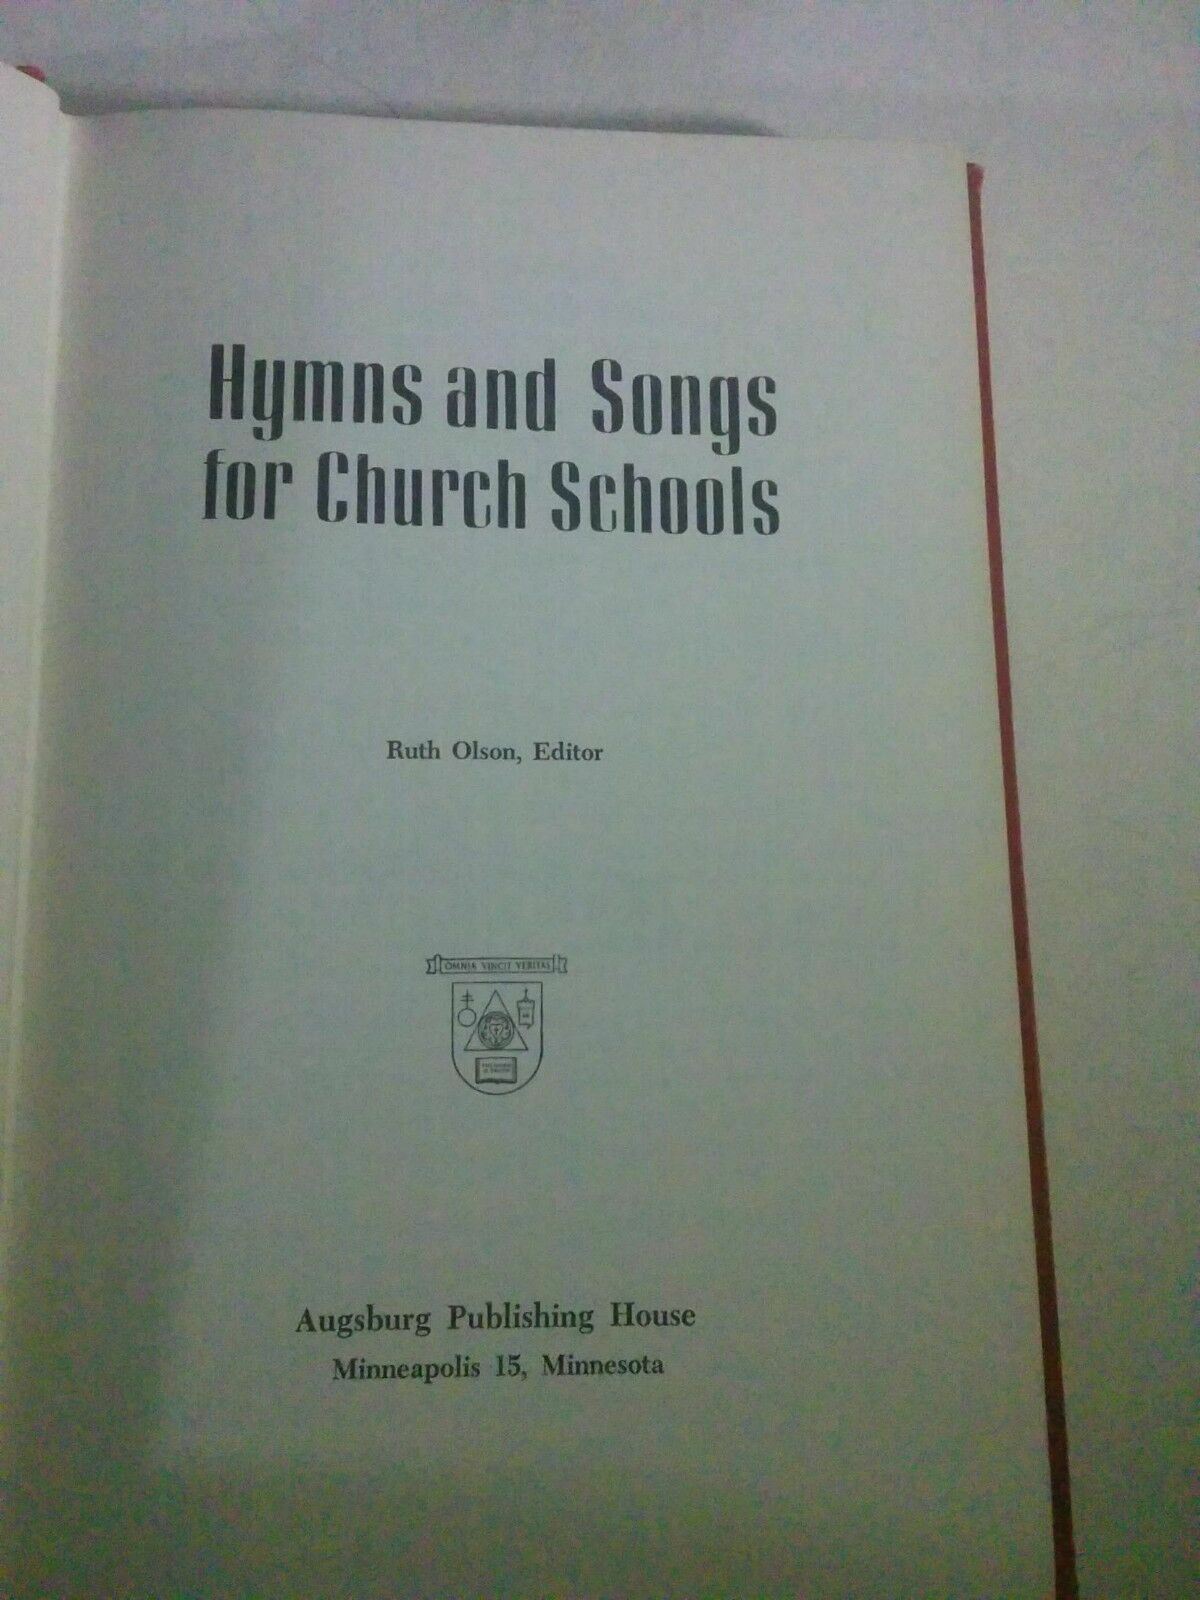 Hymns and Songs
for Church Schools
Ruth Olson, Editor
OMNIA VINCIT VERITAS
Augsburg Publishing House
Minneapolis 15, Minnesota